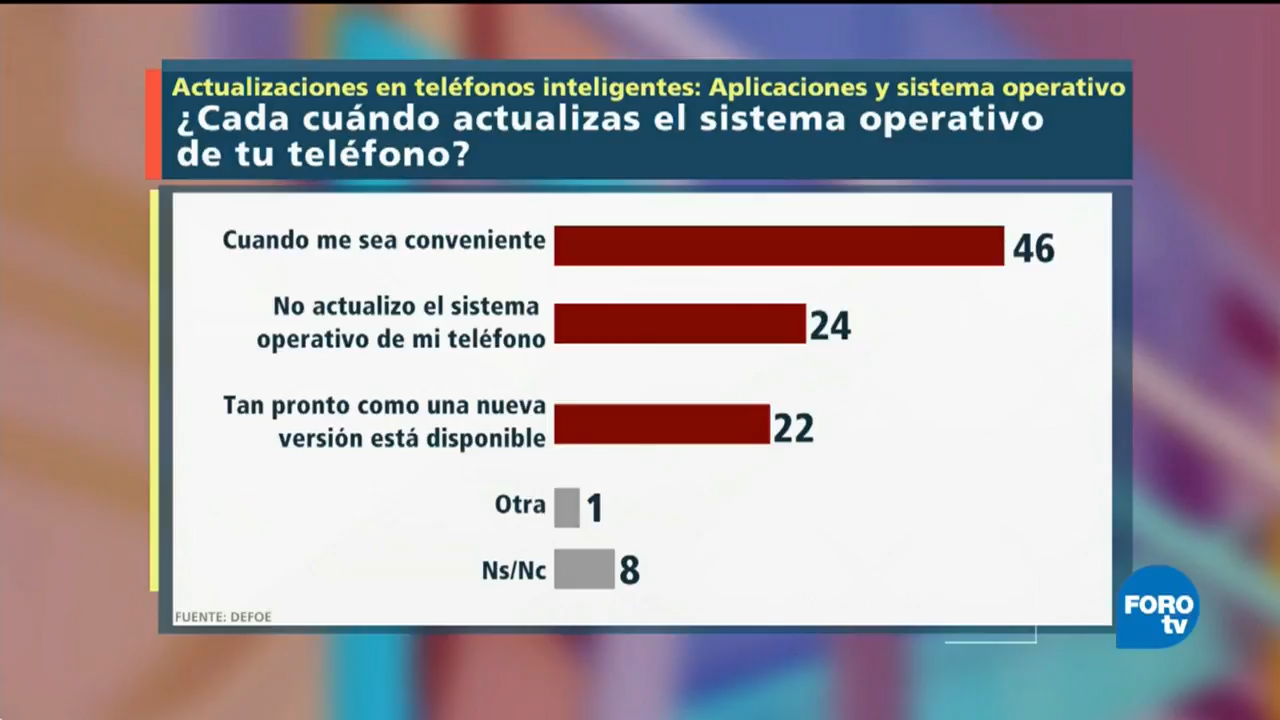 Actualizaciones en teléfonos inteligentes: Aplicaciones y sistema operativo
¿Cada cuándo actualizas el sistema operativo
de tu teléfono?
Cuando me sea conveniente 46
No actualizo el sistema
operativo de mi teléfono 24
Tan pronto como una nueva
versión está disponible 22
Otra 1
Ns/Nc 8
FUENTE: DEFOE
FORO
tv